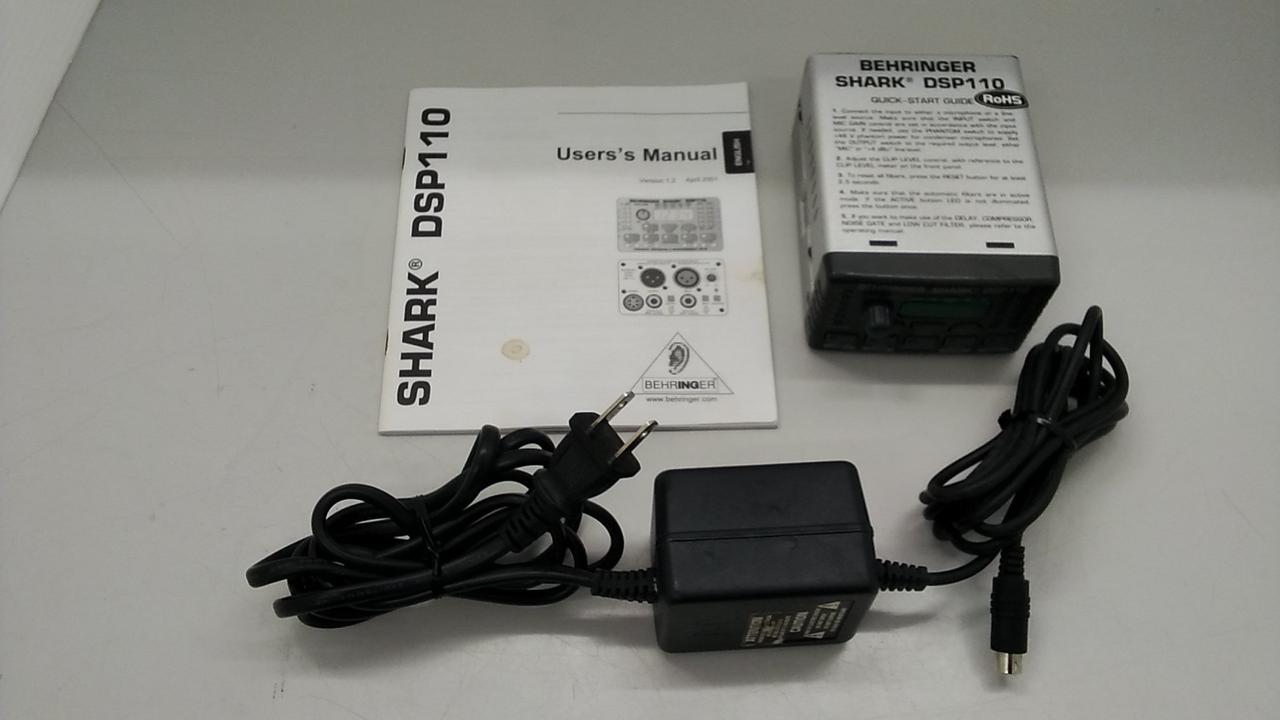 SHARK® DSP110
Users's Manual
ENGLISH
Version 1.2 April 2001
BEHRINGER
www.behringer.com
BEHRINGER
SHARK® DSP110
QUICK-START GUIDE
RoHS
1. Connect the input to either a microphone or a line
level source. Make sure that the INPUT switch and
MIC GAIN control are set in accordance with the input
source. If needed, use the PHANTOM switch to supply
+48 V phantom power for condenser microphones. Set
the OUTPUT switch to the required output level, either
"MIC" or "+4 dBu" line level.
2. Adjust the CLIP LEVEL control, with reference to the
CLIP LEVEL meter on the front panel.
3. To reset all filters, press the RESET button for at least
2.5 seconds.
4. Make sure that the automatic filters are in active
mode. If the ACTIVE button LED is not illuminated,
press the button once.
5. If you want to make use of the DELAY, COMPRESSOR,
NOISE GATE and LOW CUT FILTER, please refer to the
operating manual.
ATTENTION
CAUTION